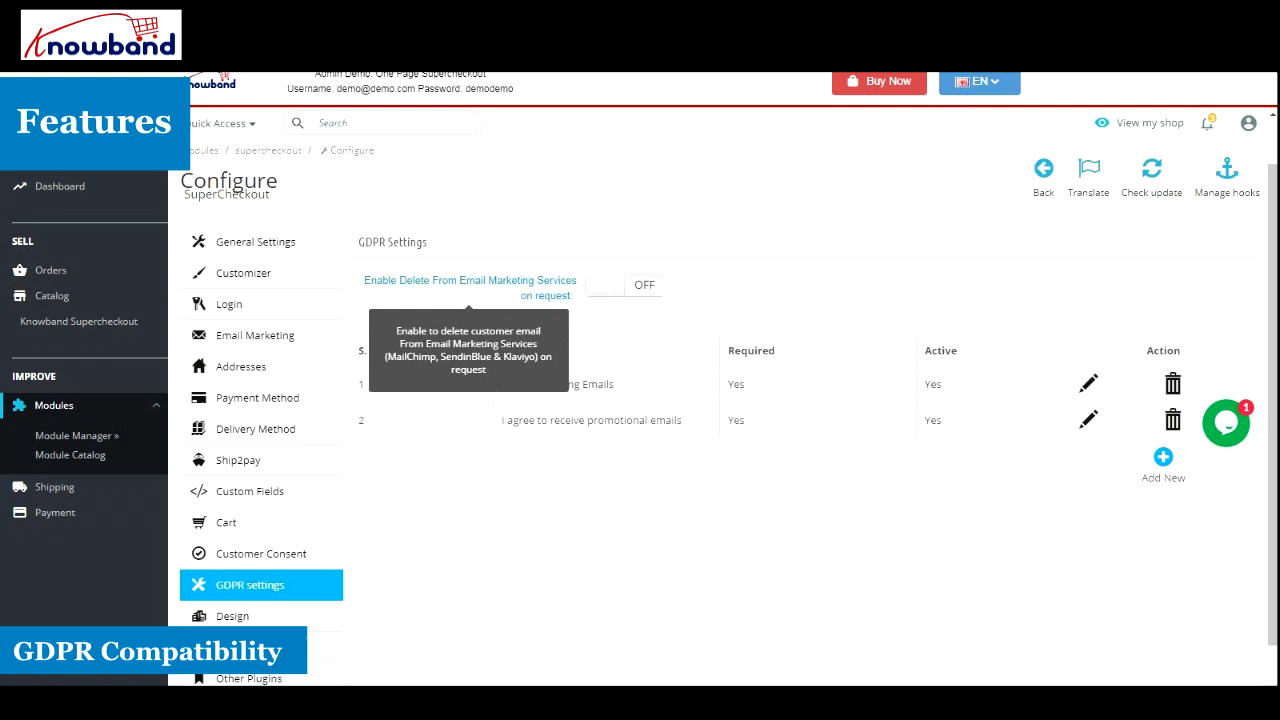 Knowband
Admin Demo: One Page Supercheckout
Username: demo@demo.com Password: demodemo
Buy Now
EN
Features
Quick Access
Search
View my shop
3
modules / supercheckout / Configure
Configure
SuperCheckout
Back
Translate
Check update
Manage hooks
Dashboard
SELL
Orders
Catalog
Knowband Supercheckout
IMPROVE
Modules
Module Manager »
Module Catalog
Shipping
Payment
General Settings
Customizer
Login
Email Marketing
Addresses
Payment Method
Delivery Method
Ship2pay
Custom Fields
Cart
Customer Consent
GDPR settings
Design
Other Plugins
GDPR Settings
Enable Delete From Email Marketing Services
on request:
OFF
Enable to delete customer email
From Email Marketing Services
(MailChimp, SendinBlue & Klaviyo) on
request
S.
Required
Active
Action
1
Emails
Yes
Yes
2
I agree to receive promotional emails
Yes
Yes
Add New
1
GDPR Compatibility